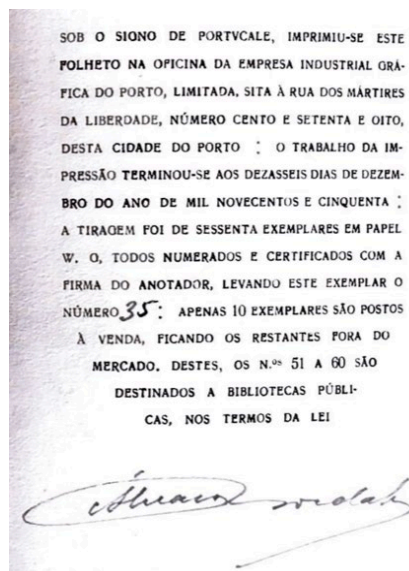 SOB O SIGNO DE PORTVCALE, IMPRIMIU-SE ESTE
FOLHETO NA OFICINA DA EMPRESA INDUSTRIAL GRÁ-
FICA DO PORTO, LIMITADA, SITA À RUA DOS MÁRTIRES
DA LIBERDADE, NÚMERO CENTO E SETENTA E OITO,
DESTA CIDADE DO PORTO : O TRABALHO DA IM-
PRESSÃO TERMINOU-SE AOS DEZASSEIS DIAS DE DEZEM-
BRO DO ANO DE MIL NOVECENTOS E CINQUENTA :
A TIRAGEM FOI DE SESSENTA EXEMPLARES EM PAPEL
W. O, TODOS NUMERADOS E CERTIFICADOS COM A
FIRMA DO ANOTADOR, LEVANDO ESTE EXEMPLAR O
NÚMERO 35 : APENAS 10 EXEMPLARES SÃO POSTOS
À VENDA, FICANDO OS RESTANTES FORA DO
MERCADO. DESTES, OS N.os 51 A 60 SÃO
DESTINADOS A BIBLIOTECAS PÚBLI-
CAS, NOS TERMOS DA LEI